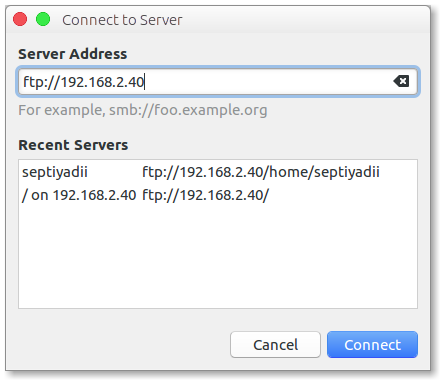 Connect to Server
Server Address
ftp://192.168.2.40
For example, smb://foo.example.org
Recent Servers
septiyadii ftp://192.168.2.40/home/septiyadii
/ on 192.168.2.40 ftp://192.168.2.40/
Cancel Connect